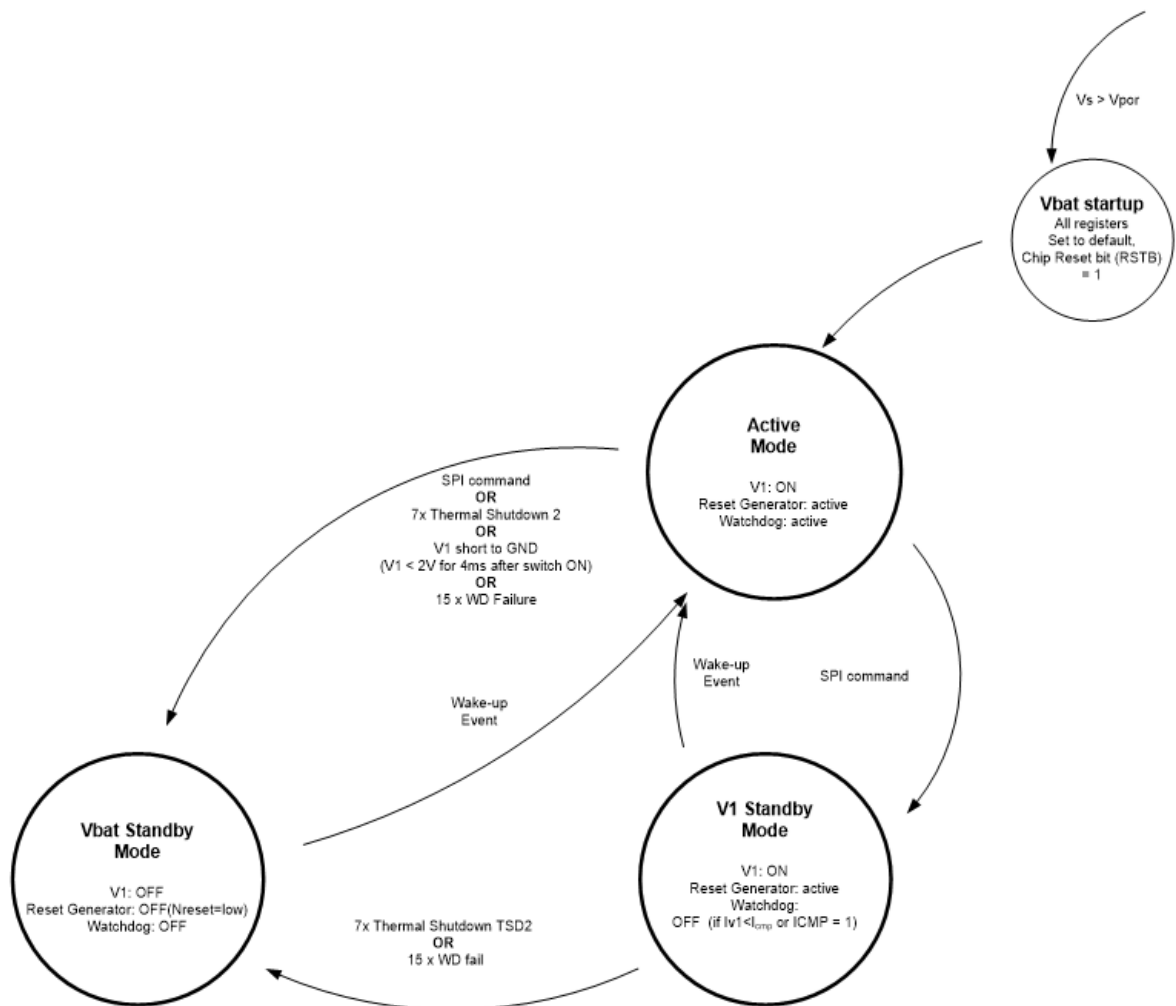 Vs > Vpor
Vbat startup
All registers
Set to default,
Chip Reset bit (RSTB)
= 1
Active
Mode
V1: ON
Reset Generator: active
Watchdog: active
SPI command
OR
7x Thermal Shutdown 2
OR
V1 short to GND
(V1 < 2V for 4ms after switch ON)
OR
15 x WD Failure
Wake-up
Event
Wake-up
Event
SPI command
Vbat Standby
Mode
V1: OFF
Reset Generator: OFF(Nreset=low)
Watchdog: OFF
V1 Standby
Mode
V1: ON
Reset Generator: active
Watchdog:
OFF (if Iv1<Icmp or ICMP = 1)
7x Thermal Shutdown TSD2
OR
15 x WD fail